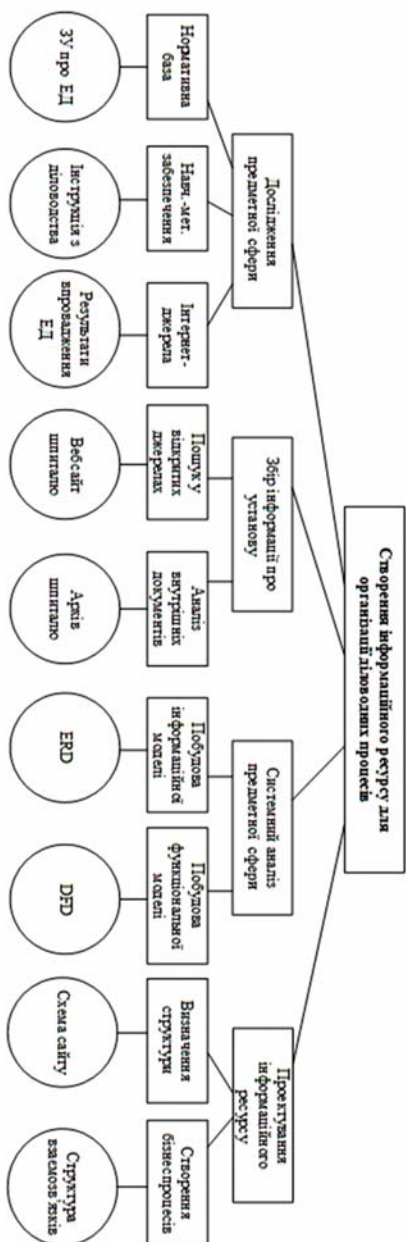 Створення інформаційного ресурсу для
організації діловодних процесів
Дослідження
предметної сфери
Збір інформації про
установу
Системний аналіз
предметної сфери
Проектування
інформаційного
ресурсу
Нормативна
база
Навч.-мет.
забезпечення
Інтернет-
джерела
Пошук у
відкритих
джерелах
Аналіз
внутрішніх
документів
Побудова
інформаційної
моделі
Побудова
функціональної
моделі
Визначення
структури
Створення
бізнеспроцесів
ЗУ про ЕД
Інструкція з
діловодства
Результати
впровадження
ЕД
Вебсайт
шпиталю
Архів
шпиталю
ERD
DFD
Схема сайту
Структура
взаємозв'язків